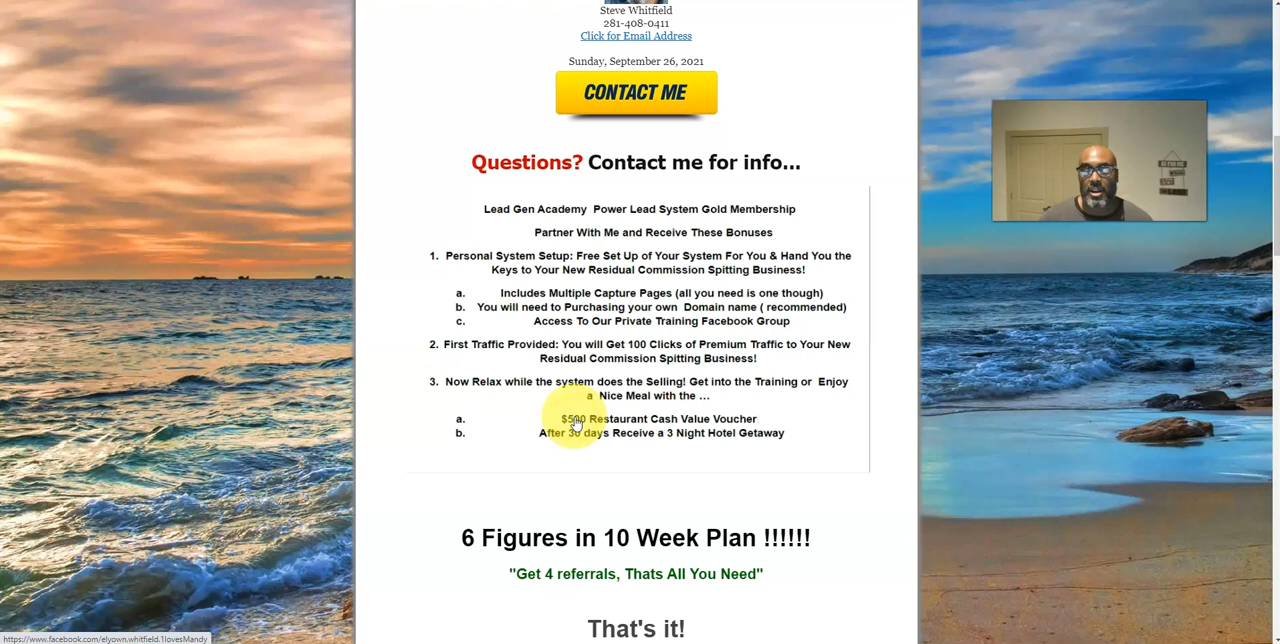 Steve Whitfield
281-408-0411
Click for Email Address
Sunday, September 26, 2021
CONTACT ME
Questions? Contact me for info...
Lead Gen Academy Power Lead System Gold Membership
Partner With Me and Receive These Bonuses
1. Personal System Setup: Free Set Up of Your System For You & Hand You the
Keys to Your New Residual Commission Spitting Business!
a. Includes Multiple Capture Pages (all you need is one though)
b. You will need to Purchasing your own Domain name ( recommended)
c. Access To Our Private Training Facebook Group
2. First Traffic Provided: You will Get 100 Clicks of Premium Traffic to Your New
Residual Commission Spitting Business!
3. Now Relax while the system does the Selling! Get into the Training or Enjoy
a Nice Meal with the ...
a. $500 Restaurant Cash Value Voucher
b. After 30 days Receive a 3 Night Hotel Getaway
6 Figures in 10 Week Plan !!!!!!
"Get 4 referrals, Thats All You Need"
That's it!
https://www.facebook.com/elyown.whitfield.1lovesMandy